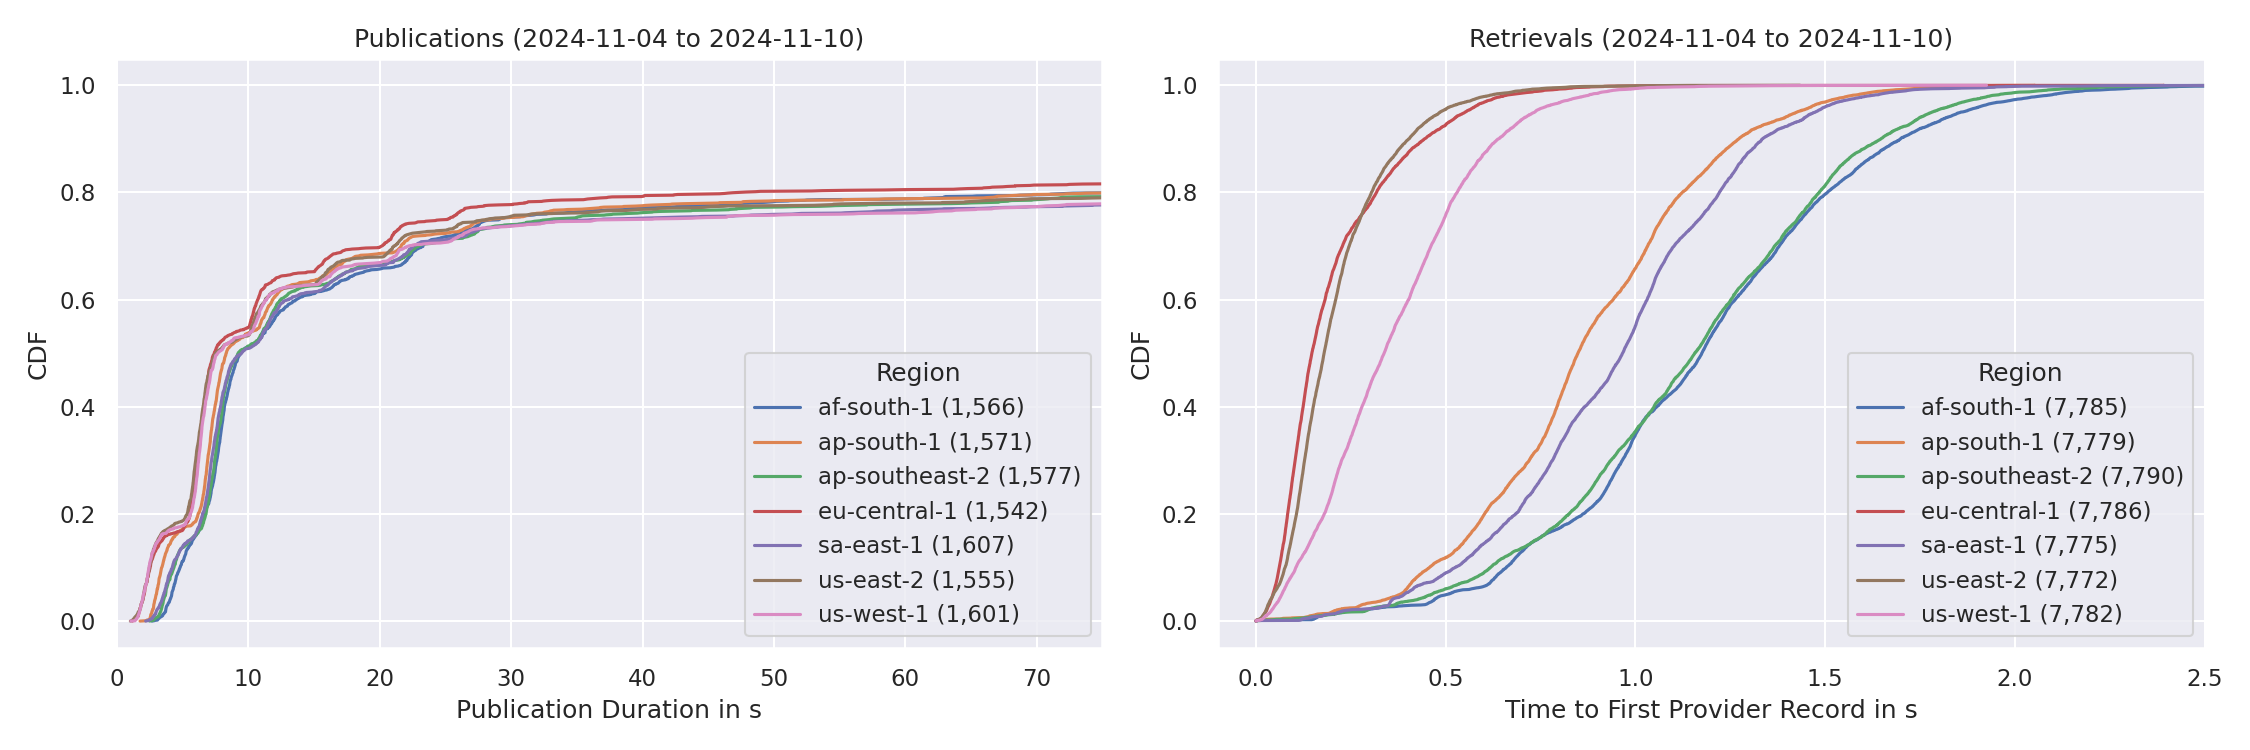 Publications (2024-11-04 to 2024-11-10)
1.0
0.8
0.6
0.4
0.2
0.0
CDF
0 10 20 30 40 50 60 70
Publication Duration in s
Region
af-south-1 (1,566)
ap-south-1 (1,571)
ap-southeast-2 (1,577)
eu-central-1 (1,542)
sa-east-1 (1,607)
us-east-2 (1,555)
us-west-1 (1,601)
Retrievals (2024-11-04 to 2024-11-10)
1.0
0.8
0.6
0.4
0.2
0.0
CDF
0.0 0.5 1.0 1.5 2.0 2.5
Time to First Provider Record in s
Region
af-south-1 (7,785)
ap-south-1 (7,779)
ap-southeast-2 (7,790)
eu-central-1 (7,786)
sa-east-1 (7,775)
us-east-2 (7,772)
us-west-1 (7,782)